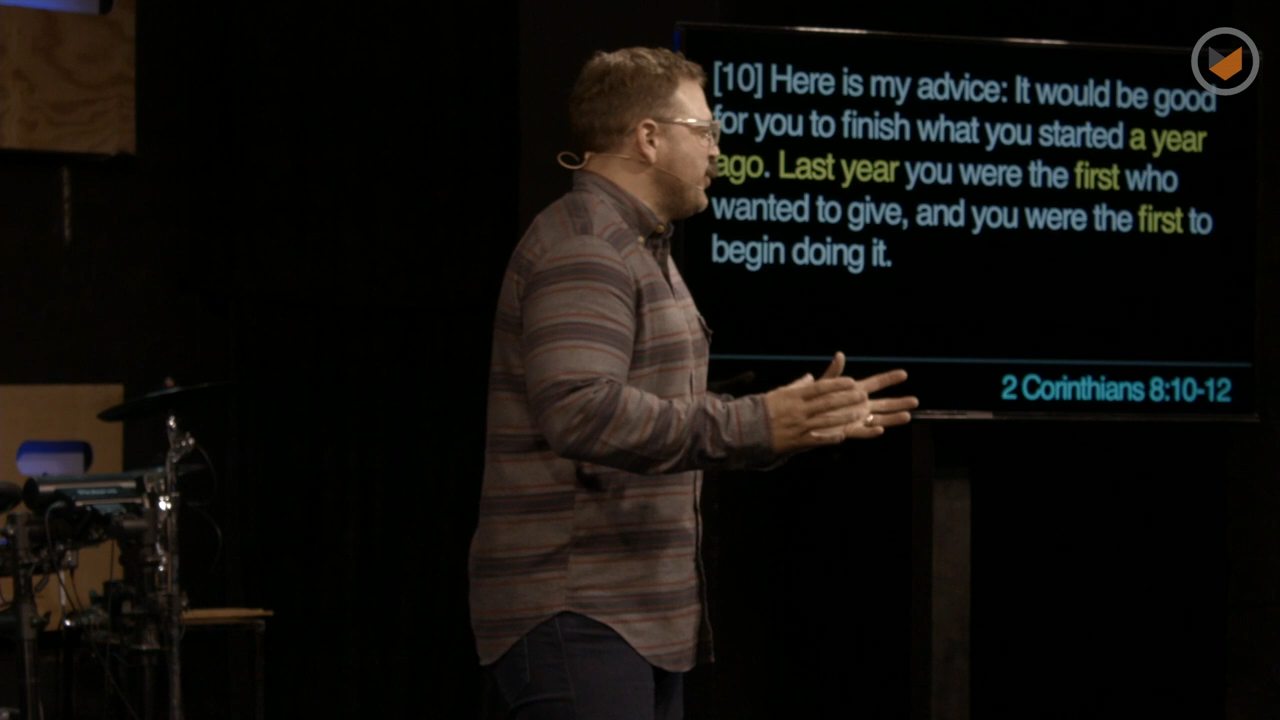 [10] Here is my advice: It would be good
for you to finish what you started a year
ago. Last year you were the first who
wanted to give, and you were the first to
begin doing it.
2 Corinthians 8:10-12